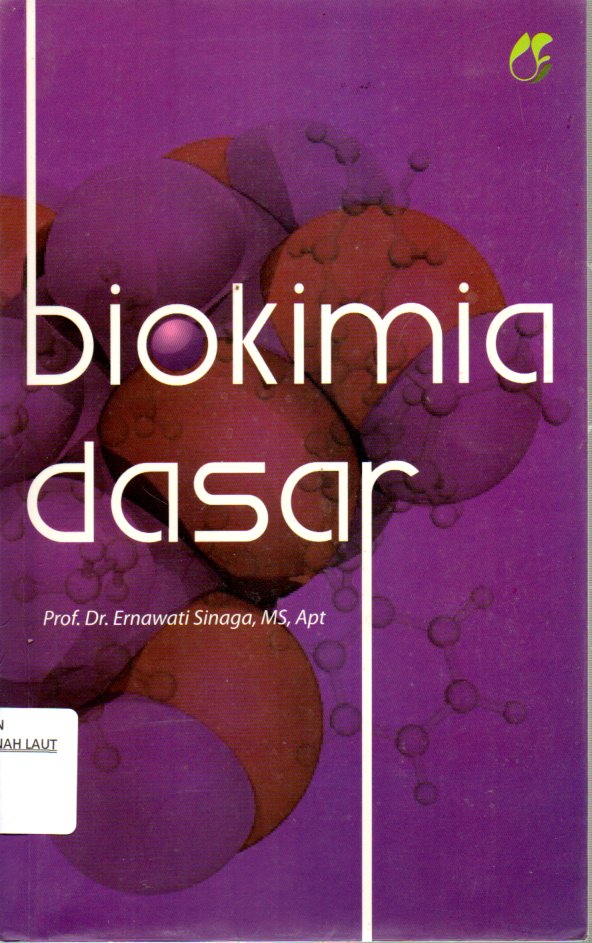 biokimia
dasar
Prof. Dr. Ernawati Sinaga, MS, Apt
N
NAH LAUT